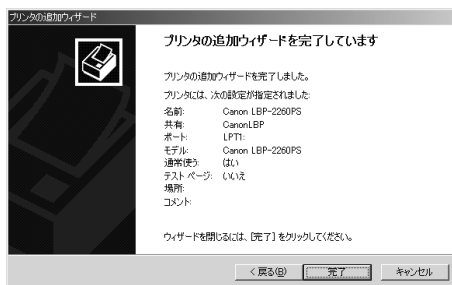 プリンタの追加ウィザード
プリンタの追加ウィザードを完了しています
プリンタの追加ウィザードを完了しました。
プリンタには、次の設定が指定されました:
名前: Canon LBP-2260PS
共有: CanonLBP
ポート: LPT1:
モデル: Canon LBP-2260PS
通常使う: はい
テスト ページ: いいえ
場所:
コメント:
ウィザードを閉じるには、[完了] をクリックしてください。
< 戻る(B) 完了 キャンセル